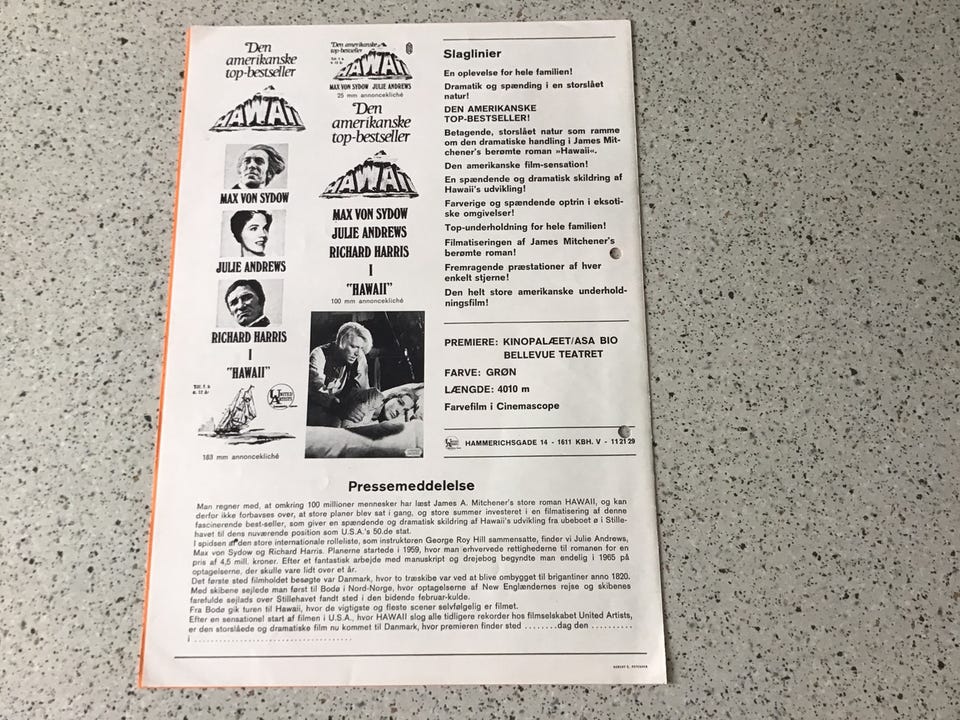 Den
amerikanske
top-bestseller
HAWAII
MAX VON SYDOW
JULIE ANDREWS
RICHARD HARRIS
I
"HAWAII"
Till. f. b
o. 12 år
UNITED
ARTISTS
183 mm annoncekliché
Den amerikanske
top-bestseller
HAWAII
MAX VON SYDOW JULIE ANDREWS
25 mm annoncekliché
Den
amerikanske
top-bestseller
HAWAII
MAX VON SYDOW
JULIE ANDREWS
RICHARD HARRIS
I
"HAWAII"
100 mm annoncekliché
Slaglinier
En oplevelse for hele familien!
Dramatik og spænding i en storslået
natur!
DEN AMERIKANSKE
TOP-BESTSELLER!
Betagende, storslået natur som ramme
om den dramatiske handling i James Mit-
chener's berømte roman »Hawaii«.
Den amerikanske film-sensation!
En spændende og dramatisk skildring af
Hawaii's udvikling!
Farverige og spændende optrin i eksoti-
ske omgivelser!
Top-underholdning for hele familien!
Filmatiseringen af James Mitchener's
berømte roman!
Fremragende præstationer af hver
enkelt stjerne!
Den helt store amerikanske underhold-
ningsfilm!
PREMIERE: KINOPALÆET/ASA BIO
BELLEVUE TEATRET
FARVE: GRØN
LÆNGDE: 4010 m
Farvefilm i Cinemascope
HAMMERICHSGADE 14 - 1611 KBH. V - 11 21 29
Pressemeddelelse
Man regner med, at omkring 100 millioner mennesker har læst James A. Mitchener's store roman HAWAII, og kan
derfor ikke forbavses over, at store planer blev sat i gang, og store summer investeret i en filmatisering af denne
fascinerende best-seller, som giver en spændende og dramatisk skildring af Hawaii's udvikling fra ubeboet ø i Stille-
havet til dens nuværende position som U.S.A.'s 50.de stat.
I spidsen af den store internationale rolleliste, som instruktøren George Roy Hill sammensatte, finder vi Julie Andrews,
Max von Sydow og Richard Harris. Planerne startede i 1959, hvor man erhvervede rettighederne til romanen for en
pris af 4,5 mill. kroner. Efter et fantastisk arbejde med manuskript og drejebog begyndte man endelig i 1965 på
optagelserne, der skulle vare lidt over et år.
Det første sted filmholdet besøgte var Danmark, hvor to træskibe var ved at blive ombygget til brigantiner anno 1820.
Med skibene sejlede man først til Bodø i Nord-Norge, hvor optagelserne af New Englændernes rejse og skibenes
farefulde sejlads over Stillehavet fandt sted i den bidende februar-kulde.
Fra Bodø gik turen til Hawaii, hvor de vigtigste og fleste scener selvfølgelig er filmet.
Efter en sensationel start af filmen i U.S.A., hvor HAWAII slog alle tidligere rekorder hos filmselskabet United Artists,
er den storslåede og dramatiske film nu kommet til Danmark, hvor premieren finder sted ........dag den ..........
i ....................................